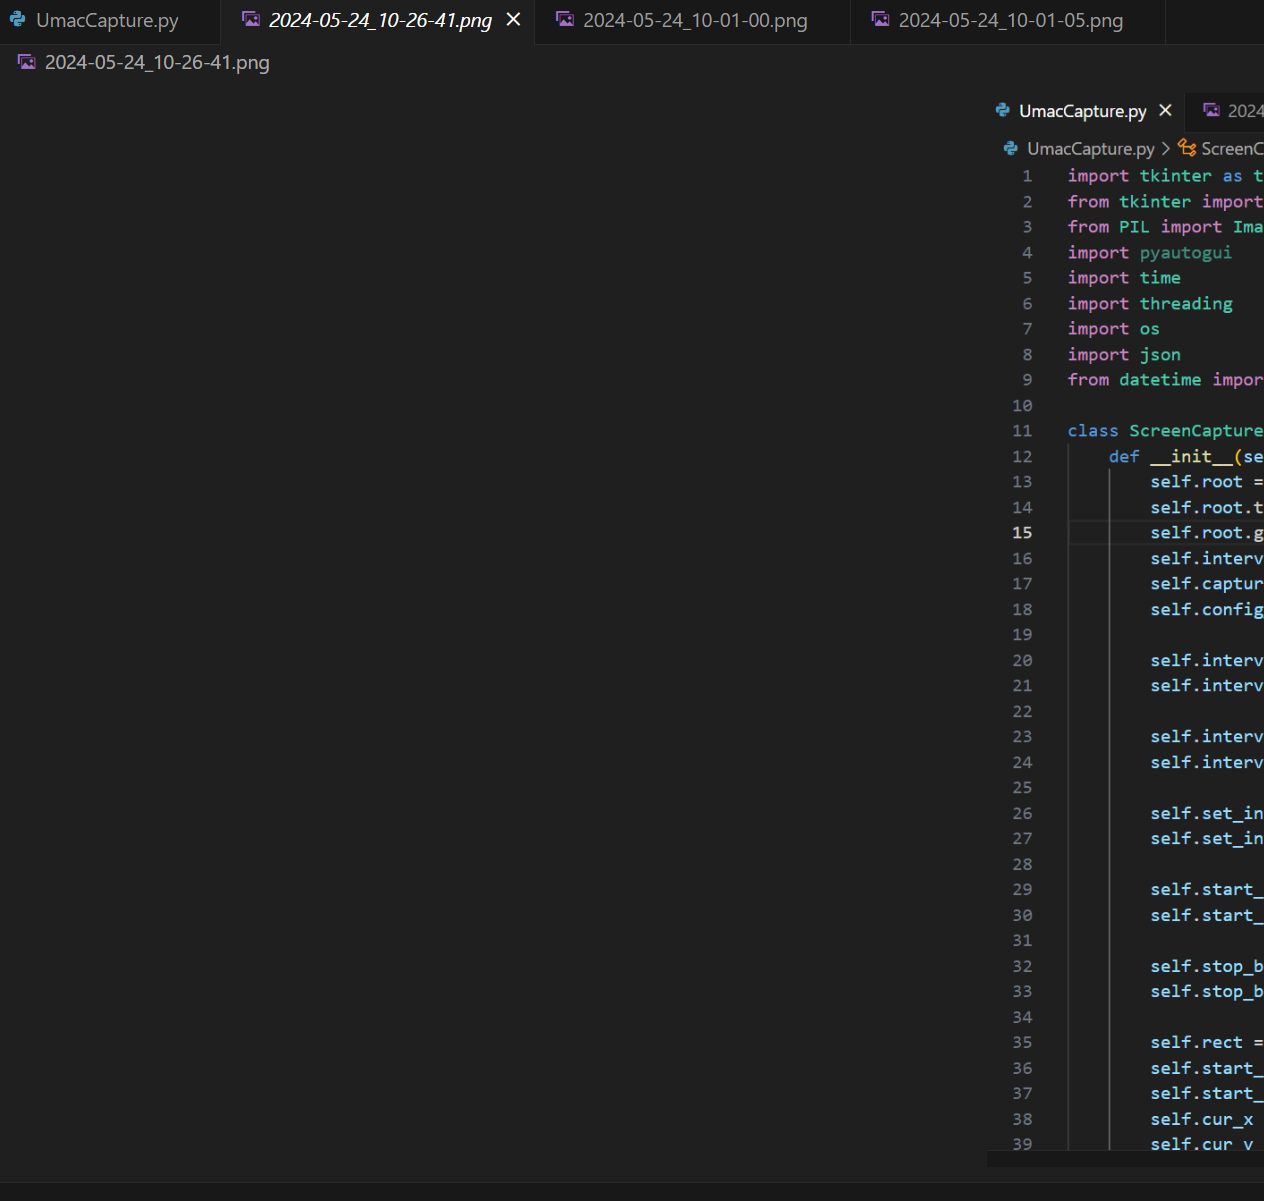 UmacCapture.py 2024-05-24_10-26-41.png 2024-05-24_10-01-00.png 2024-05-24_10-01-05.png
2024-05-24_10-26-41.png
UmacCapture.py 2024
UmacCapture.py > ScreenC
1 import tkinter as t
2 from tkinter import
3 from PIL import Ima
4 import pyautogui
5 import time
6 import threading
7 import os
8 import json
9 from datetime impor
10
11 class ScreenCapture
12 def __init__(se
13 self.root =
14 self.root.t
15 self.root.g
16 self.interv
17 self.captur
18 self.config
19
20 self.interv
21 self.interv
22
23 self.interv
24 self.interv
25
26 self.set_in
27 self.set_in
28
29 self.start_
30 self.start_
31
32 self.stop_b
33 self.stop_b
34
35 self.rect =
36 self.start_
37 self.start_
38 self.cur_x
39 self.cur_y